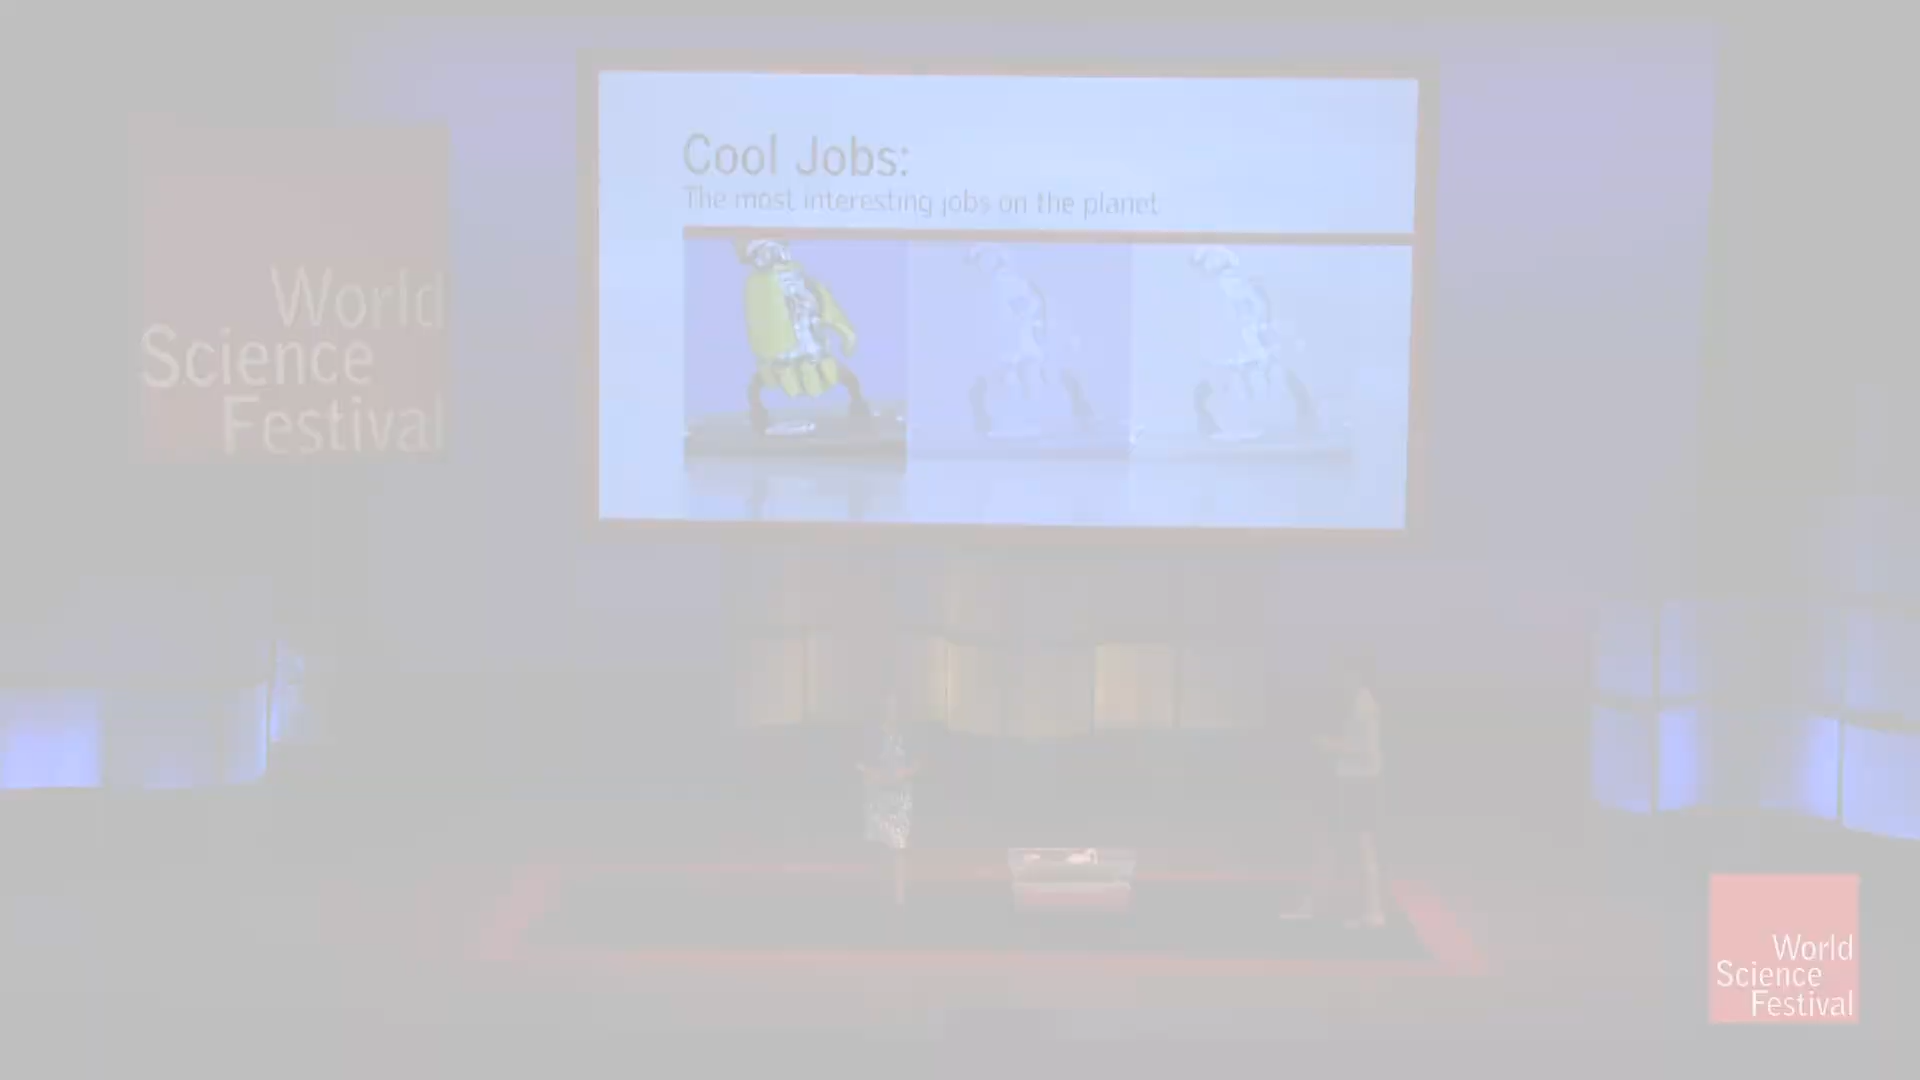 Cool Jobs:
The most interesting jobs on the planet
World
Science
Festival
World
Science
Festival